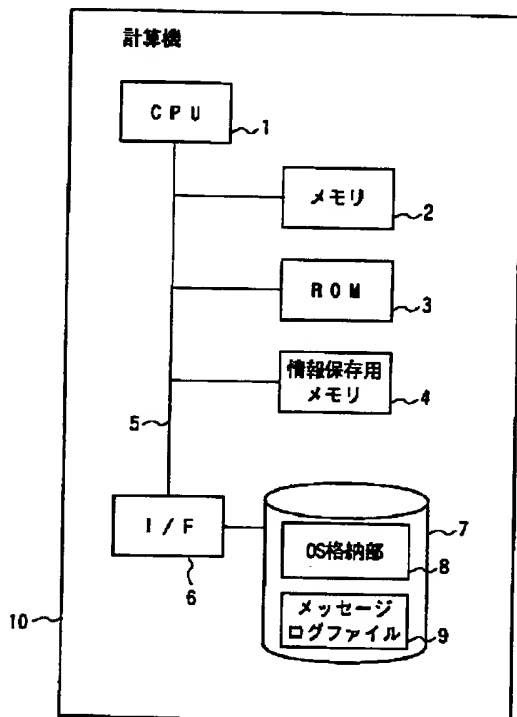 計算機
CPU
1
メモリ
2
ROM
3
情報保存用
メモリ
4
5
I/F
6
7
OS格納部
8
メッセージ
ログファイル
9
10